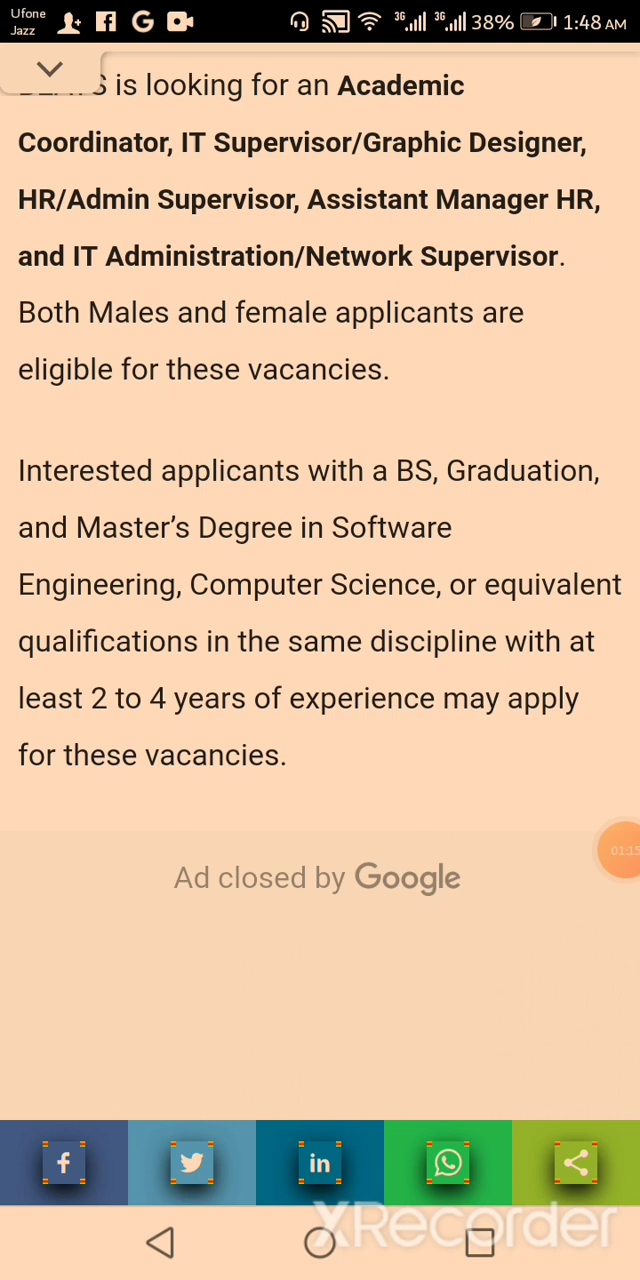 Ufone
Jazz
3G 3G 38% 1:48 AM
is looking for an Academic
Coordinator, IT Supervisor/Graphic Designer,
HR/Admin Supervisor, Assistant Manager HR,
and IT Administration/Network Supervisor.
Both Males and female applicants are
eligible for these vacancies.
Interested applicants with a BS, Graduation,
and Master’s Degree in Software
Engineering, Computer Science, or equivalent
qualifications in the same discipline with at
least 2 to 4 years of experience may apply
for these vacancies.
01:15
Ad closed by Google
XRecorder